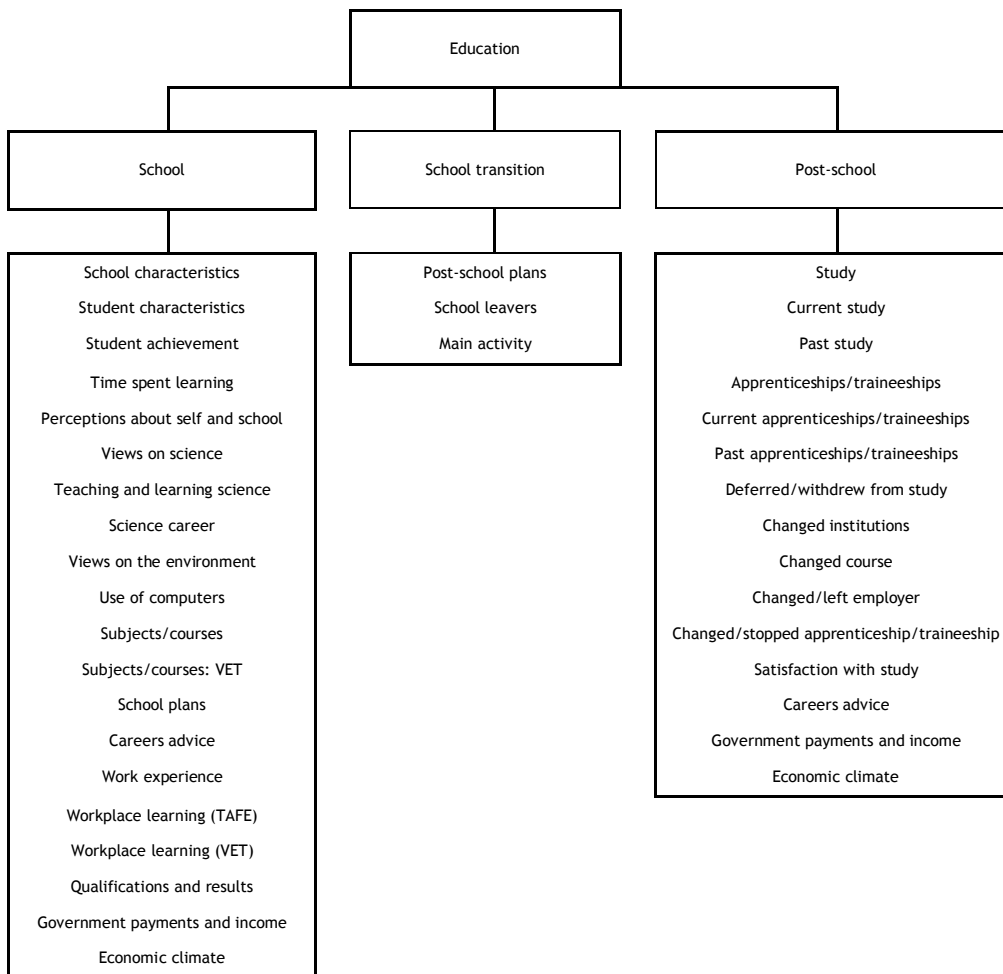 Education
School
School transition
Post-school
School characteristics
Student characteristics
Student achievement
Time spent learning
Perceptions about self and school
Views on science
Teaching and learning science
Science career
Views on the environment
Use of computers
Subjects/courses
Subjects/courses: VET
School plans
Careers advice
Work experience
Workplace learning (TAFE)
Workplace learning (VET)
Qualifications and results
Government payments and income
Economic climate
Post-school plans
School leavers
Main activity
Study
Current study
Past study
Apprenticeships/traineeships
Current apprenticeships/traineeships
Past apprenticeships/traineeships
Deferred/withdrew from study
Changed institutions
Changed course
Changed/left employer
Changed/stopped apprenticeship/traineeship
Satisfaction with study
Careers advice
Government payments and income
Economic climate